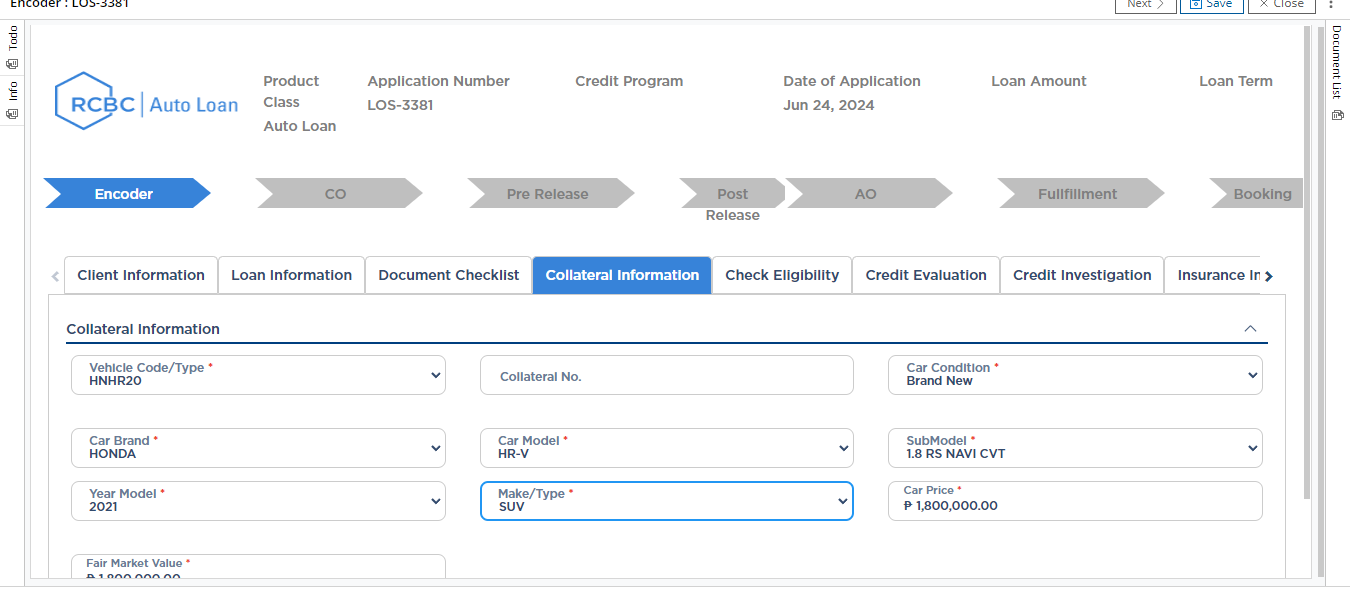 Encoder : LOS-3381
Next
Save
Close
Todo
Info
Document List
RCBC Auto Loan
Product Class
Auto Loan
Application Number
LOS-3381
Credit Program
Date of Application
Jun 24, 2024
Loan Amount
Loan Term
Encoder
CO
Pre Release
Post Release
AO
Fullfillment
Booking
Client Information
Loan Information
Document Checklist
Collateral Information
Check Eligibility
Credit Evaluation
Credit Investigation
Insurance In
Collateral Information
Vehicle Code/Type *
HNHR20
Collateral No.
Car Condition *
Brand New
Car Brand *
HONDA
Car Model *
HR-V
SubModel *
1.8 RS NAVI CVT
Year Model *
2021
Make/Type *
SUV
Car Price *
₱ 1,800,000.00
Fair Market Value *
₱ 1,800,000.00